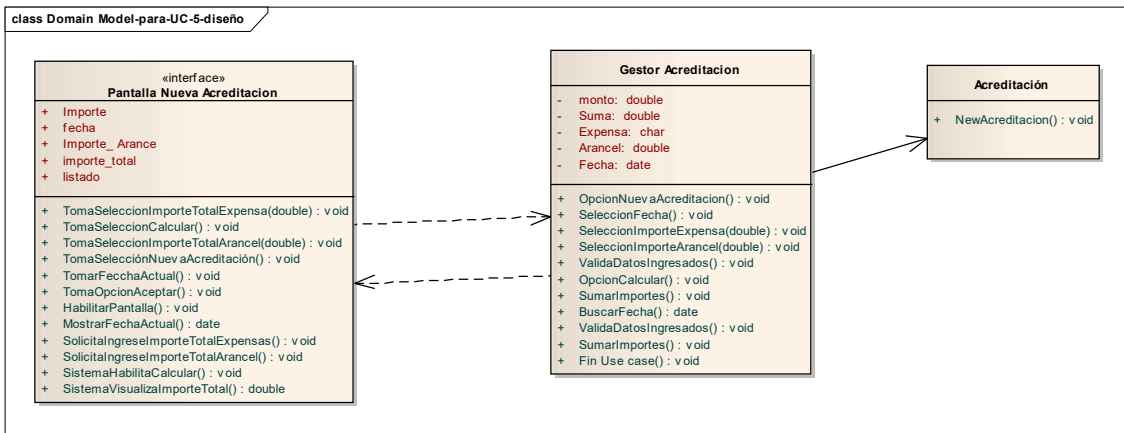 class Domain Model-para-UC-5-diseño
«interface»
Pantalla Nueva Acreditacion
+ Importe
+ fecha
+ Importe_ Arance
+ importe_total
+ listado
+ TomaSeleccionImporteTotalExpensa(double) : void
+ TomaSeleccionCalcular() : void
+ TomaSeleccionImporteTotalArancel(double) : void
+ TomaSelecciónNuevaAcreditación() : void
+ TomarFecchaActual() : void
+ TomaOpcionAceptar() : void
+ HabilitarPantalla() : void
+ MostrarFechaActual() : date
+ SolicitaIngreseImporteTotalExpensas() : void
+ SolicitaIngreseImporteTotalArancel() : void
+ SistemaHabilitaCalcular() : void
+ SistemaVisualizaImporteTotal() : double
Gestor Acreditacion
- monto: double
- Suma: double
- Expensa: char
- Arancel: double
- Fecha: date
+ OpcionNuevaAcreditacion() : void
+ SeleccionFecha() : void
+ SeleccionImporteExpensa(double) : void
+ SeleccionImporteArancel(double) : void
+ ValidaDatosIngresados() : void
+ OpcionCalcular() : void
+ SumarImportes() : void
+ BuscarFecha() : date
+ ValidaDatosIngresados() : void
+ SumarImportes() : void
+ Fin Use case() : void
Acreditación
+ NewAcreditacion() : void